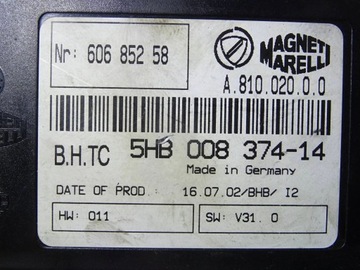 Nr: 606 852 58
MAGNETI
MARELLI
A.810.020.0.0
B.H.TC 5HB 008 374-14
Made in Germany
DATE OF PROD.: 16.07.02/BHB/ I2
HW: 011
SW: V31. 0